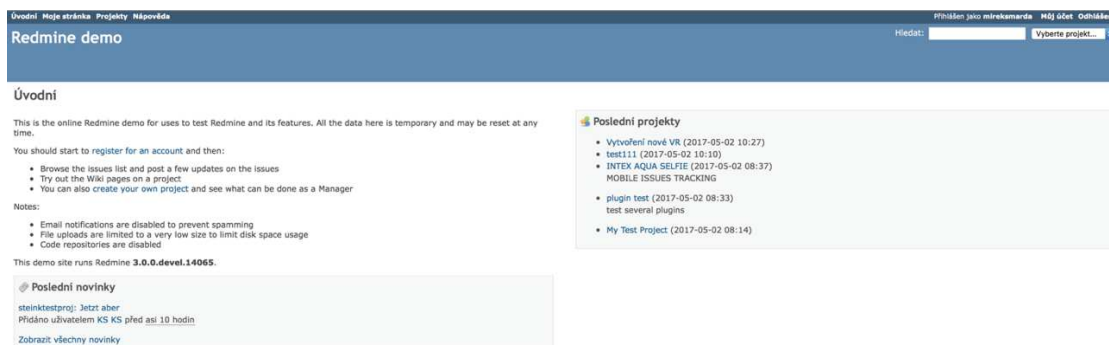 Úvodní Moje stránka Projekty Nápověda
Přihlášen jako mireksmarda Můj účet Odhlášen
Redmine demo
Hledat:
Vyberte projekt...
Úvodní
This is the online Redmine demo for uses to test Redmine and its features. All the data here is temporary and may be reset at any
time.
You should start to register for an account and then:
• Browse the issues list and post a few updates on the issues
• Try out the Wiki pages on a project
• You can also create your own project and see what can be done as a Manager
Notes:
• Email notifications are disabled to prevent spamming
• File uploads are limited to a very low size to limit disk space usage
• Code repositories are disabled
This demo site runs Redmine 3.0.0.devel.14065.
Poslední novinky
steinktestproj: Jetzt aber
Přidáno uživatelem KS KS před asi 10 hodin
Zobrazit všechny novinky
Poslední projekty
• Vytvoření nové VR (2017-05-02 10:27)
• test111 (2017-05-02 10:10)
• INTEX AQUA SELFIE (2017-05-02 08:37)
MOBILE ISSUES TRACKING
• plugin test (2017-05-02 08:33)
test several plugins
• My Test Project (2017-05-02 08:14)